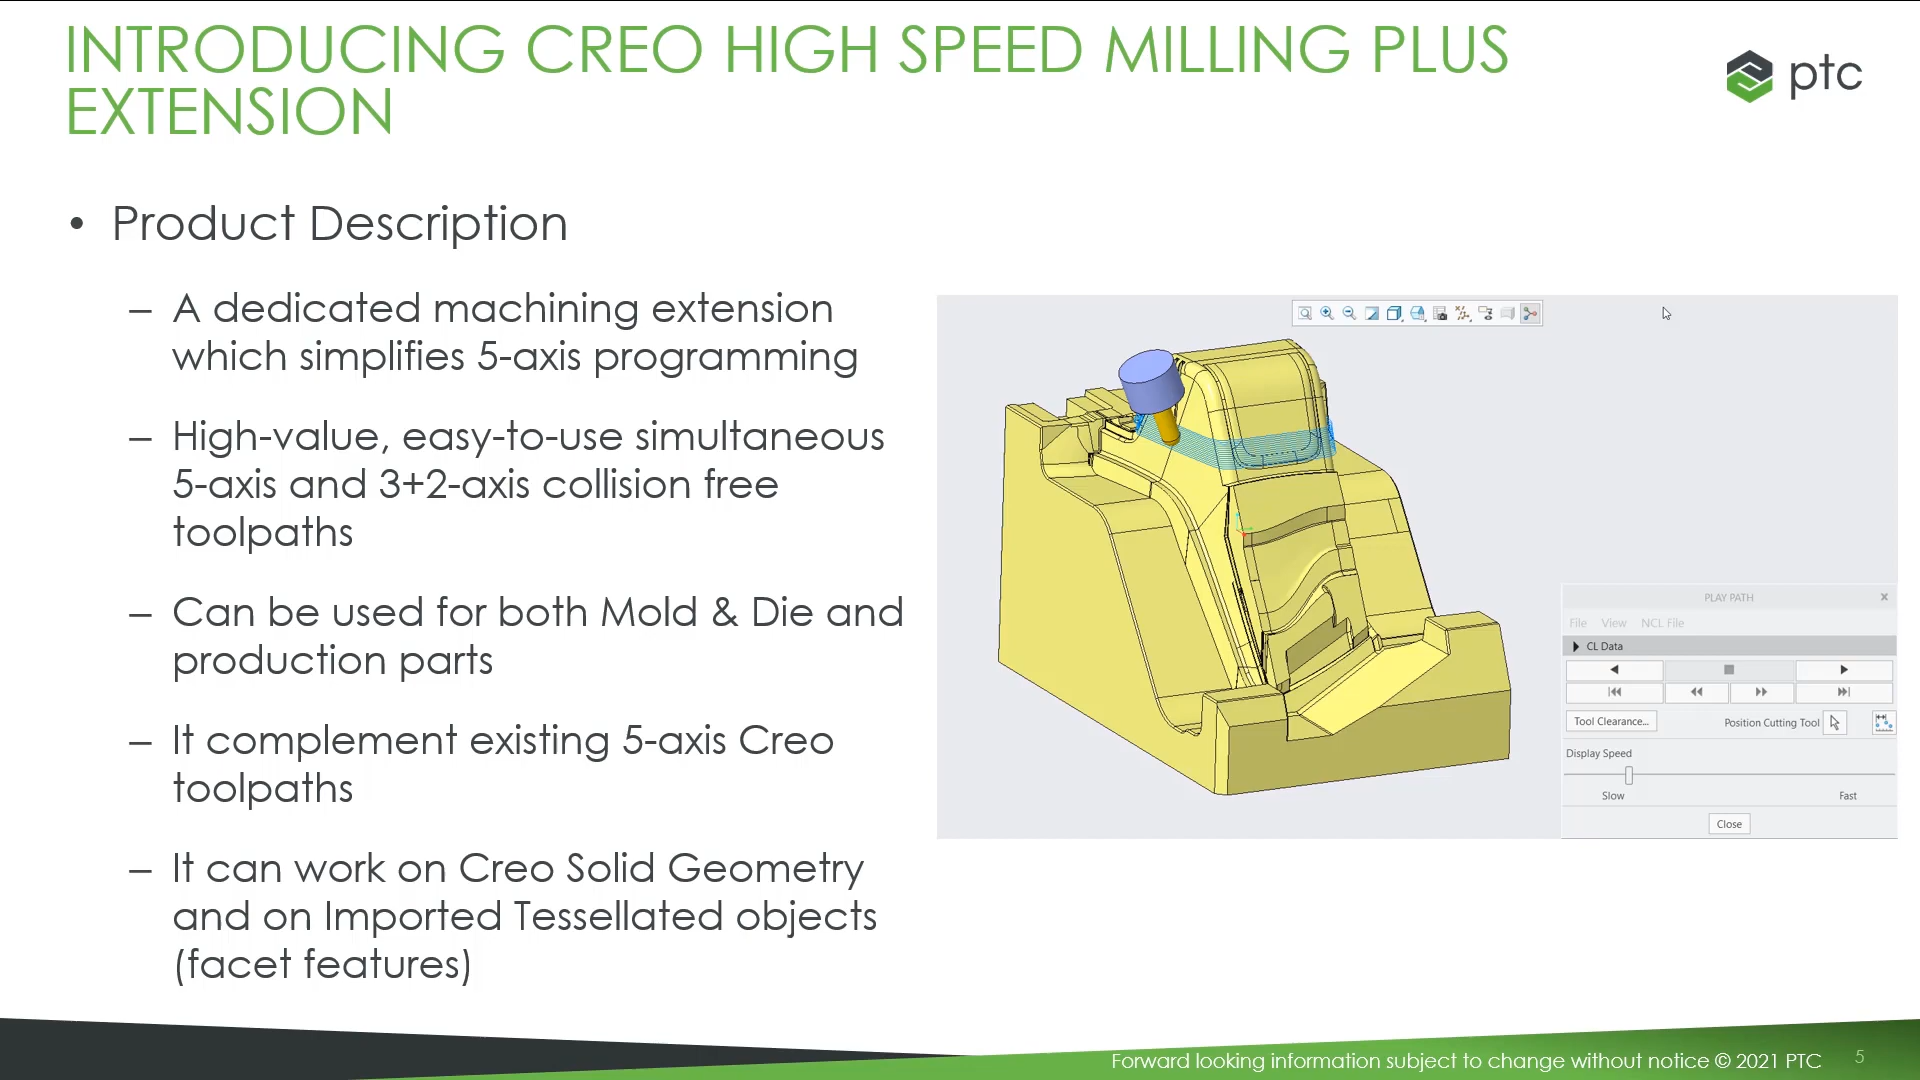 INTRODUCING CREO HIGH SPEED MILLING PLUS
EXTENSION
ptc
• Product Description
– A dedicated machining extension
which simplifies 5-axis programming
– High-value, easy-to-use simultaneous
5-axis and 3+2-axis collision free
toolpaths
– Can be used for both Mold & Die and
production parts
– It complement existing 5-axis Creo
toolpaths
– It can work on Creo Solid Geometry
and on Imported Tessellated objects
(facet features)
PLAY PATH
File View NCL File
CL Data
Tool Clearance...
Position Cutting Tool
Display Speed
Slow Fast
Close
Forward looking information subject to change without notice © 2021 PTC 5